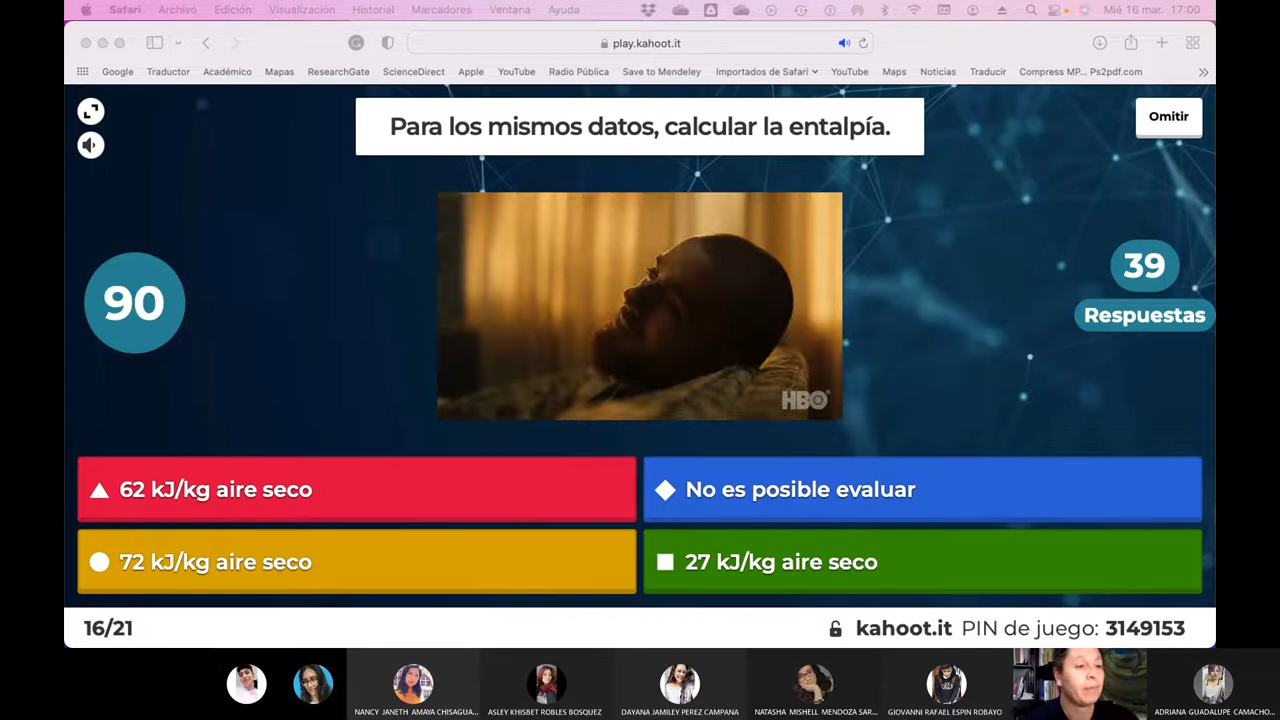 Safari Archivo Edición Visualización Historial Marcadores Ventana Ayuda Mié 16 mar. 17:00
play.kahoot.it
Google Traductor Académico Mapas ResearchGate ScienceDirect Apple YouTube Radio Pública Save to Mendeley Importados de Safari YouTube Maps Noticias Traducir Compress MP... Ps2pdf.com
Para los mismos datos, calcular la entalpía.
Omitir
90
39
Respuestas
HBO
62 kJ/kg aire seco
No es posible evaluar
72 kJ/kg aire seco
27 kJ/kg aire seco
16/21
kahoot.it PIN de juego: 3149153
NANCY JANETH AMAYA CHISAGUA...
ASLEY KHISBET ROBLES BOSQUEZ
DAYANA JAMILEY PEREZ CAMPANA
NATASHA MISHELL MENDOZA SAR...
GIOVANNI RAFAEL ESPIN ROBAYO
ADRIANA GUADALUPE CAMACHO...